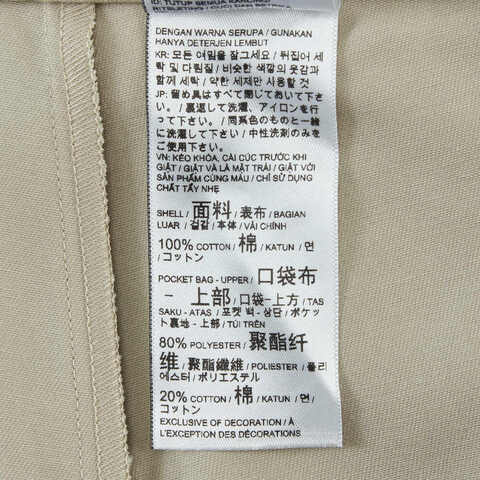 ID: TUTUP SEMUA KANCING
RITSLETING / CUCI DAN SETRIKA
DENGAN WARNA SERUPA / GUNAKAN
HANYA DETERJEN LEMBUT
KR: 모든 여밈을 잠그세요 / 뒤집어 세
탁 및 다림질 / 비슷한 색깔의 옷감과
함께 세탁 / 약한 세제만 사용할 것
JP: 留め具はすべて閉じておいて下さ
い / 裏返して洗濯、アイロンを行
って下さい。/ 同系色のものと一緒
に洗濯して下さい / 中性洗剤のみを
ご使用下さい。
VN: KÉO KHÓA, CÀI CÚC TRƯỚC KHI
GIẶT / GIẶT VÀ LÀ MẶT TRÁI / GIẶT VỚI
SẢN PHẨM CÙNG MÀU / CHỈ SỬ DỤNG
CHẤT TẨY NHẸ
SHELL / 面料 / 表布 / BAGIAN
LUAR / 겉감 / 本体 / VẢI CHÍNH
100% COTTON / 棉 / KATUN / 면
/ コットン
POCKET BAG - UPPER / 口袋布
- 上部 / 口袋 - 上方 / TAS
SAKU - ATAS / 포켓 백 - 상단 / ポケッ
ト裏地 - 上部 / TÚI TRÊN
80% POLYESTER / 聚酯纤
维 / 聚酯纖維 / POLIESTER / 폴리
에스터 / ポリエステル
20% COTTON / 棉 / KATUN / 면 /
コットン
EXCLUSIVE OF DECORATION / À
L'EXCEPTION DES DÉCORATIONS